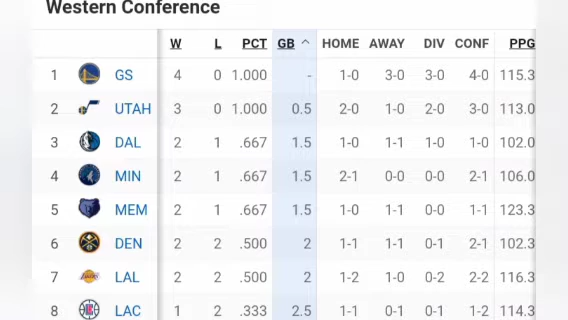 Western Conference
W L PCT GB HOME AWAY DIV CONF PPG
1 GS 4 0 1.000 - 1-0 3-0 3-0 4-0 115.3
2 UTAH 3 0 1.000 0.5 2-0 1-0 2-0 3-0 113.0
3 DAL 2 1 .667 1.5 1-0 1-1 1-0 1-0 102.0
4 MIN 2 1 .667 1.5 2-1 0-0 0-0 2-1 106.0
5 MEM 2 1 .667 1.5 1-0 1-1 0-0 1-1 123.3
6 DEN 2 2 .500 2 1-1 1-1 0-1 2-1 102.3
7 LAL 2 2 .500 2 1-2 1-0 0-2 2-2 116.3
8 LAC 1 2 .333 2.5 1-1 0-1 0-1 1-2 114.3